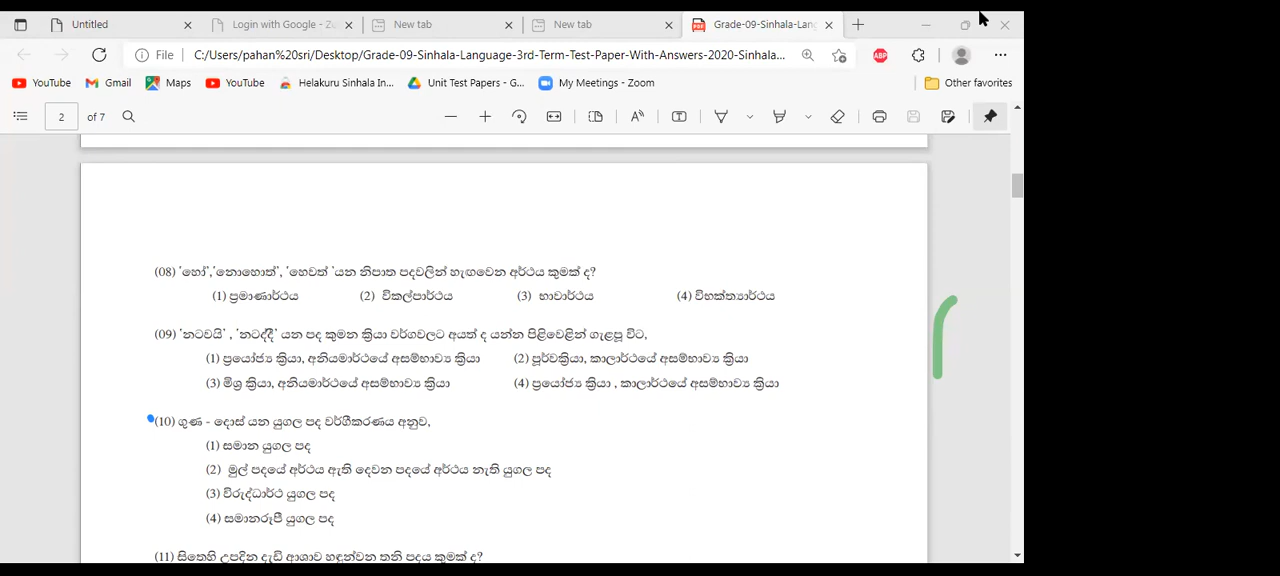 Untitled
Login with Google - Zu
New tab
New tab
Grade-09-Sinhala-Lang
File C:/Users/pahan%20sri/Desktop/Grade-09-Sinhala-Language-3rd-Term-Test-Paper-With-Answers-2020-Sinhala...
YouTube
Gmail
Maps
YouTube
Helakuru Sinhala In...
Unit Test Papers - G...
My Meetings - Zoom
Other favorites
2 of 7
(08) 'හෝ','නොහොත්', 'හෙවත් 'යන නිපාත පදවලින් හැඟවෙන අර්ථය කුමක් ද?
(1) ප්‍රමාණාර්ථය (2) විකල්පාර්ථය (3) භාවාර්ථය (4) විභක්ත්‍යාර්ථය
(09) 'නටවයි' , 'නටද්දී' යන පද කුමන ක්‍රියා වර්ගවලට අයත් ද යන්න පිළිවෙළින් ගැළපූ විට,
(1) ප්‍රයෝජ්‍ය ක්‍රියා, අනියමාර්ථයේ අසම්භාව්‍ය ක්‍රියා (2) පූර්වක්‍රියා, කාලාර්ථයේ අසම්භාව්‍ය ක්‍රියා
(3) මිශ්‍ර ක්‍රියා, අනියමාර්ථයේ අසම්භාව්‍ය ක්‍රියා (4) ප්‍රයෝජ්‍ය ක්‍රියා , කාලාර්ථයේ අසම්භාව්‍ය ක්‍රියා
(10) ගුණ - දොස් යන යුගල පද වර්ගීකරණය අනුව,
(1) සමාන යුගල පද
(2) මුල් පදයේ අර්ථය ඇති දෙවන පදයේ අර්ථය නැති යුගල පද
(3) විරුද්ධාර්ථ යුගල පද
(4) සමානරූපී යුගල පද
(11) සිතෙහි උපදින දැඩි ආශාව හඳුන්වන තනි පදය කුමක් ද?